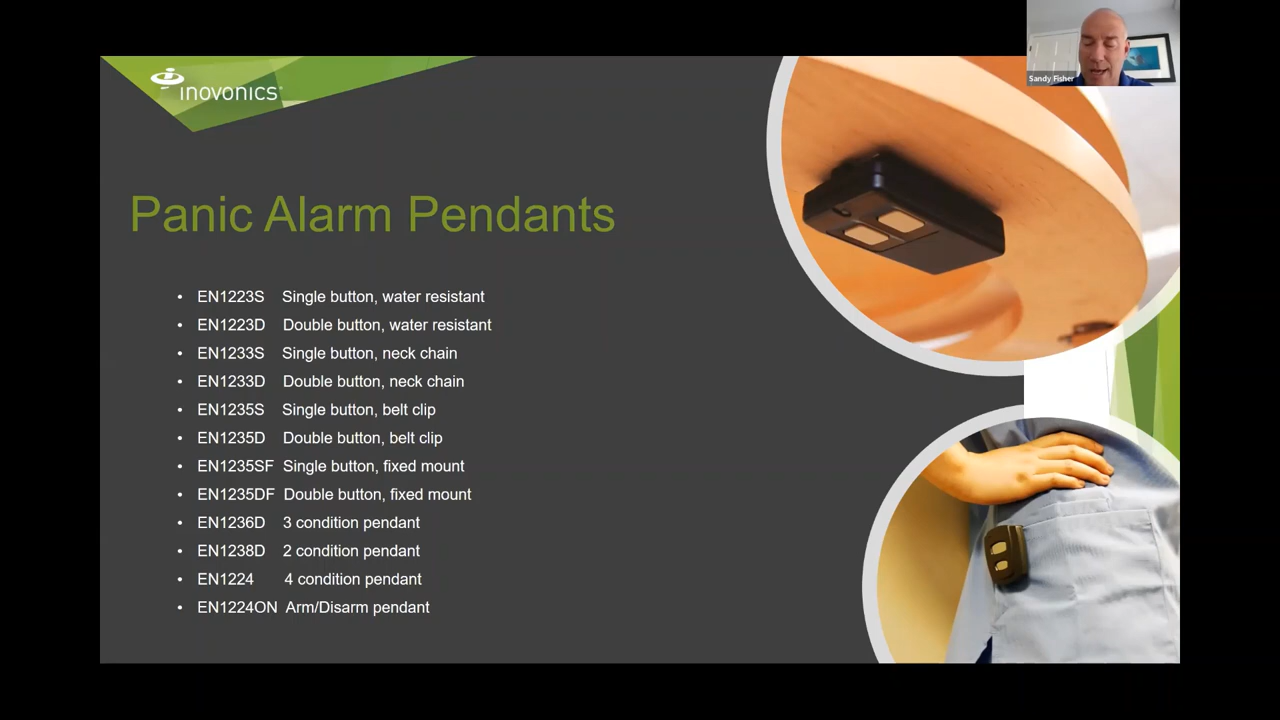 inovonics
Sandy Fisher
Panic Alarm Pendants
• EN1223S Single button, water resistant
• EN1223D Double button, water resistant
• EN1233S Single button, neck chain
• EN1233D Double button, neck chain
• EN1235S Single button, belt clip
• EN1235D Double button, belt clip
• EN1235SF Single button, fixed mount
• EN1235DF Double button, fixed mount
• EN1236D 3 condition pendant
• EN1238D 2 condition pendant
• EN1224 4 condition pendant
• EN1224ON Arm/Disarm pendant